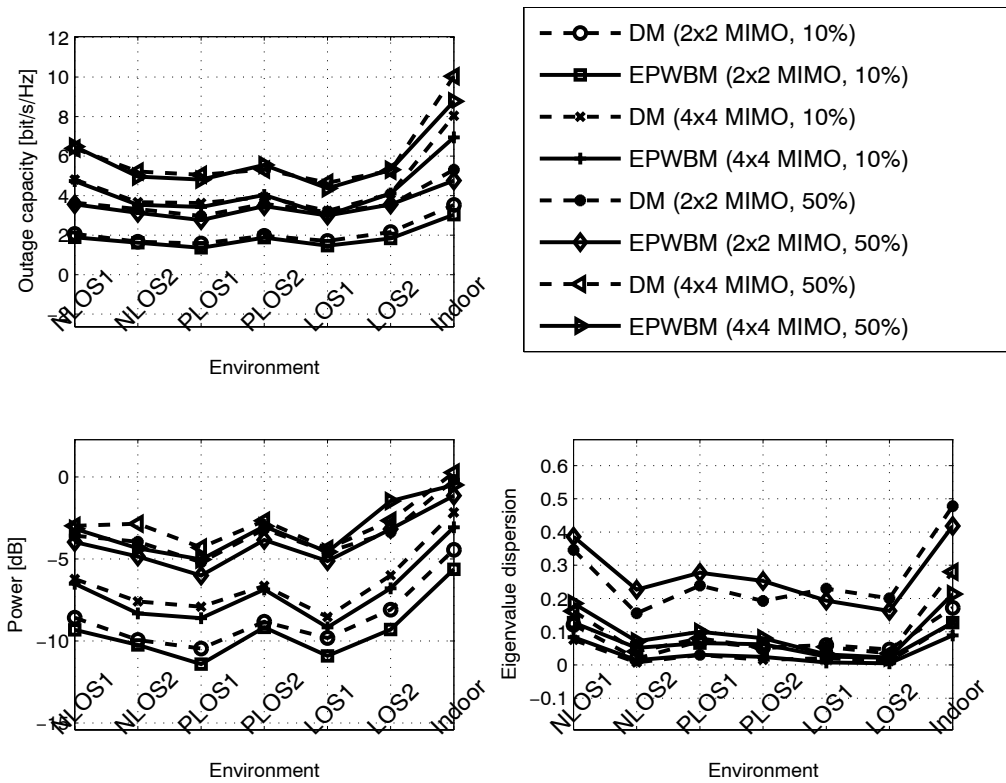 12
10
8
6
4
2
0
−2
Outage capacity [bit/s/Hz]
NLOS1
NLOS2
PLOS1
PLOS2
LOS1
LOS2
Indoor
Environment
DM (2x2 MIMO, 10%)
EPWBM (2x2 MIMO, 10%)
DM (4x4 MIMO, 10%)
EPWBM (4x4 MIMO, 10%)
DM (2x2 MIMO, 50%)
EPWBM (2x2 MIMO, 50%)
DM (4x4 MIMO, 50%)
EPWBM (4x4 MIMO, 50%)
0
−5
−10
−15
Power [dB]
NLOS1
NLOS2
PLOS1
PLOS2
LOS1
LOS2
Indoor
Environment
0.6
0.5
0.4
0.3
0.2
0.1
0
−0.1
Eigenvalue dispersion
NLOS1
NLOS2
PLOS1
PLOS2
LOS1
LOS2
Indoor
Environment